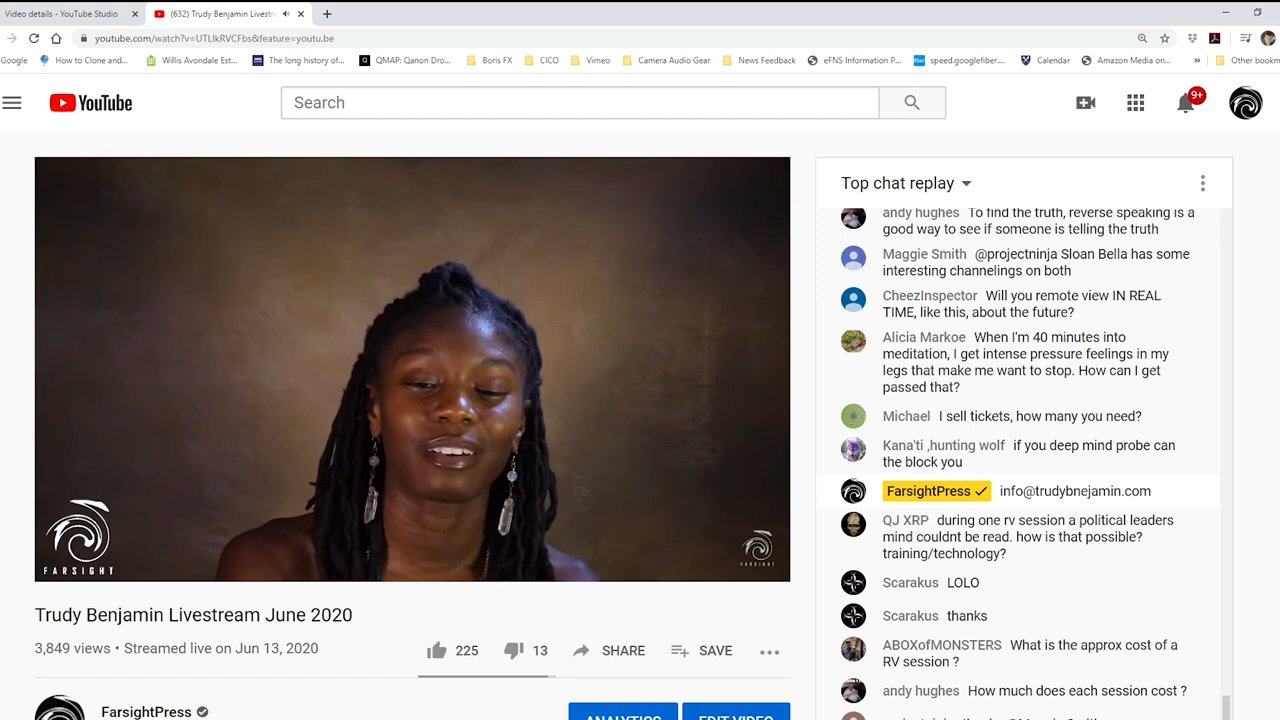 Video details - YouTube Studio
(632) Trudy Benjamin Livestre
youtube.com/watch?v=UTLlkRVCFbs&feature=youtu.be
Google
How to Clone and...
Willis Avondale Est...
The long history of...
QMAP: Qanon Dro...
Boris FX
CICO
Vimeo
Camera Audio Gear
News Feedback
eFNS Information P...
speed.googlefiber....
Calendar
Amazon Media on...
»
Other bookm
YouTube
Search
9+
FARSIGHT
FARSIGHT
Trudy Benjamin Livestream June 2020
3,849 views • Streamed live on Jun 13, 2020
225
13
SHARE
SAVE
FarsightPress
ANALYTICS
EDIT VIDEO
Top chat replay
andy hughes To find the truth, reverse speaking is a
good way to see if someone is telling the truth
Maggie Smith @projectninja Sloan Bella has some
interesting channelings on both
CheezInspector Will you remote view IN REAL
TIME, like this, about the future?
Alicia Markoe When I'm 40 minutes into
meditation, I get intense pressure feelings in my
legs that make me want to stop. How can I get
passed that?
Michael I sell tickets, how many you need?
Kana'ti ,hunting wolf if you deep mind probe can
the block you
FarsightPress info@trudybnejamin.com
QJ XRP during one rv session a political leaders
mind couldnt be read. how is that possible?
training/technology?
Scarakus LOLO
Scarakus thanks
ABOXofMONSTERS What is the approx cost of a
RV session ?
andy hughes How much does each session cost ?